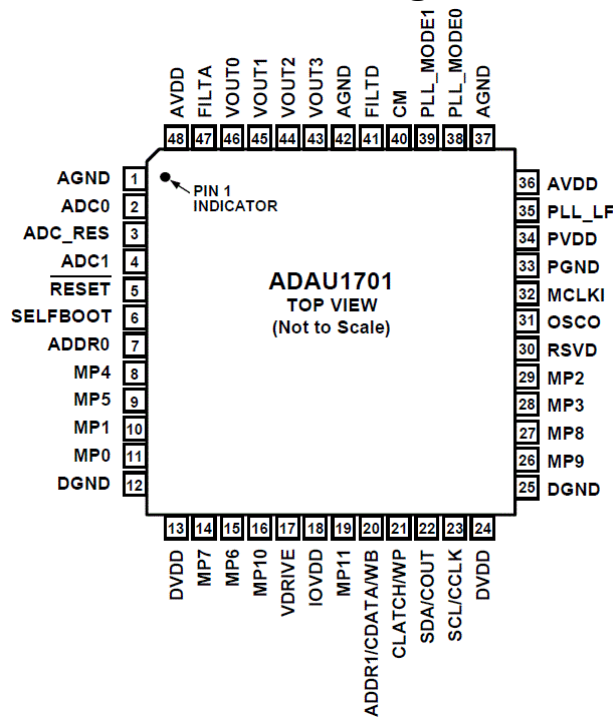 AVDD
FILTA
VOUT0
VOUT1
VOUT2
VOUT3
AGND
FILTD
CM
PLL_MODE1
PLL_MODE0
AGND
48 47 46 45 44 43 42 41 40 39 38 37
AGND 1
ADC0 2
ADC_RES 3
ADC1 4
RESET 5
SELFBOOT 6
ADDR0 7
MP4 8
MP5 9
MP1 10
MP0 11
DGND 12
PIN 1
INDICATOR
ADAU1701
TOP VIEW
(Not to Scale)
36 AVDD
35 PLL_LF
34 PVDD
33 PGND
32 MCLKI
31 OSCO
30 RSVD
29 MP2
28 MP3
27 MP8
26 MP9
25 DGND
13 14 15 16 17 18 19 20 21 22 23 24
DVDD
MP7
MP6
MP10
VDRIVE
IOVDD
MP11
ADDR1/CDATA/WB
CLATCH/WP
SDA/COUT
SCL/CCLK
DVDD